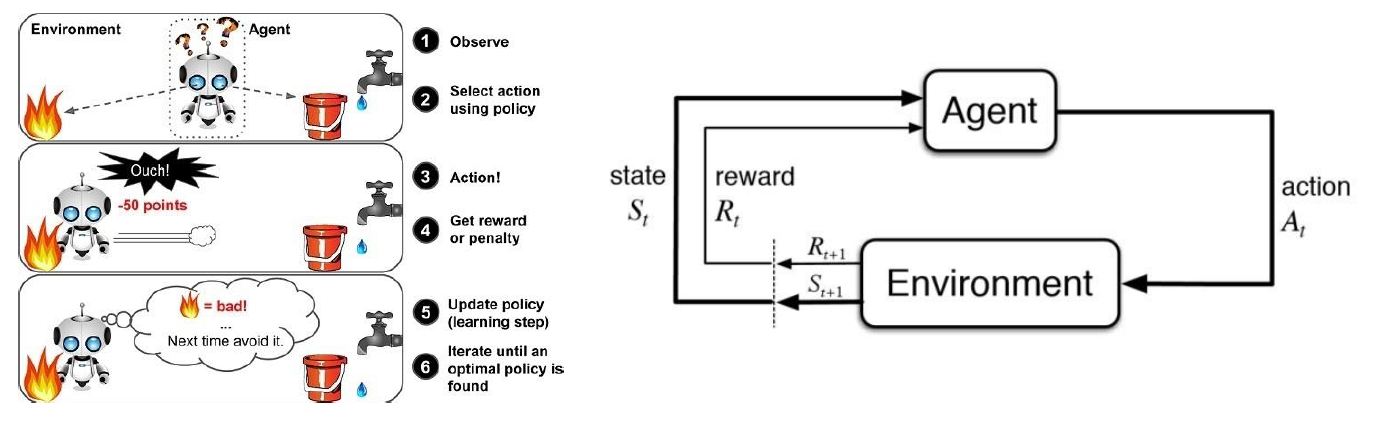 Environment
Agent
? ? ?
1 Observe
2 Select action
using policy
Ouch!
-50 points
3 Action!
4 Get reward
or penalty
= bad!
...
Next time avoid it.
5 Update policy
(learning step)
6 Iterate until an
optimal policy is
found
Agent
state
S_t
reward
R_t
action
A_t
R_{t+1}
S_{t+1}
Environment